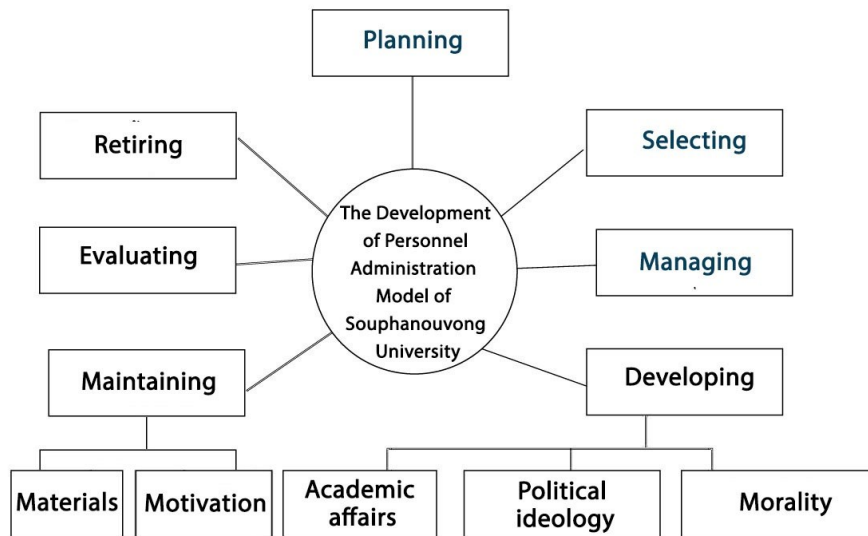 Planning
Retiring
Selecting
The Development
of Personnel
Administration
Model of
Souphanouvong
University
Evaluating
Managing
Maintaining
Developing
Materials
Motivation
Academic
affairs
Political
ideology
Morality